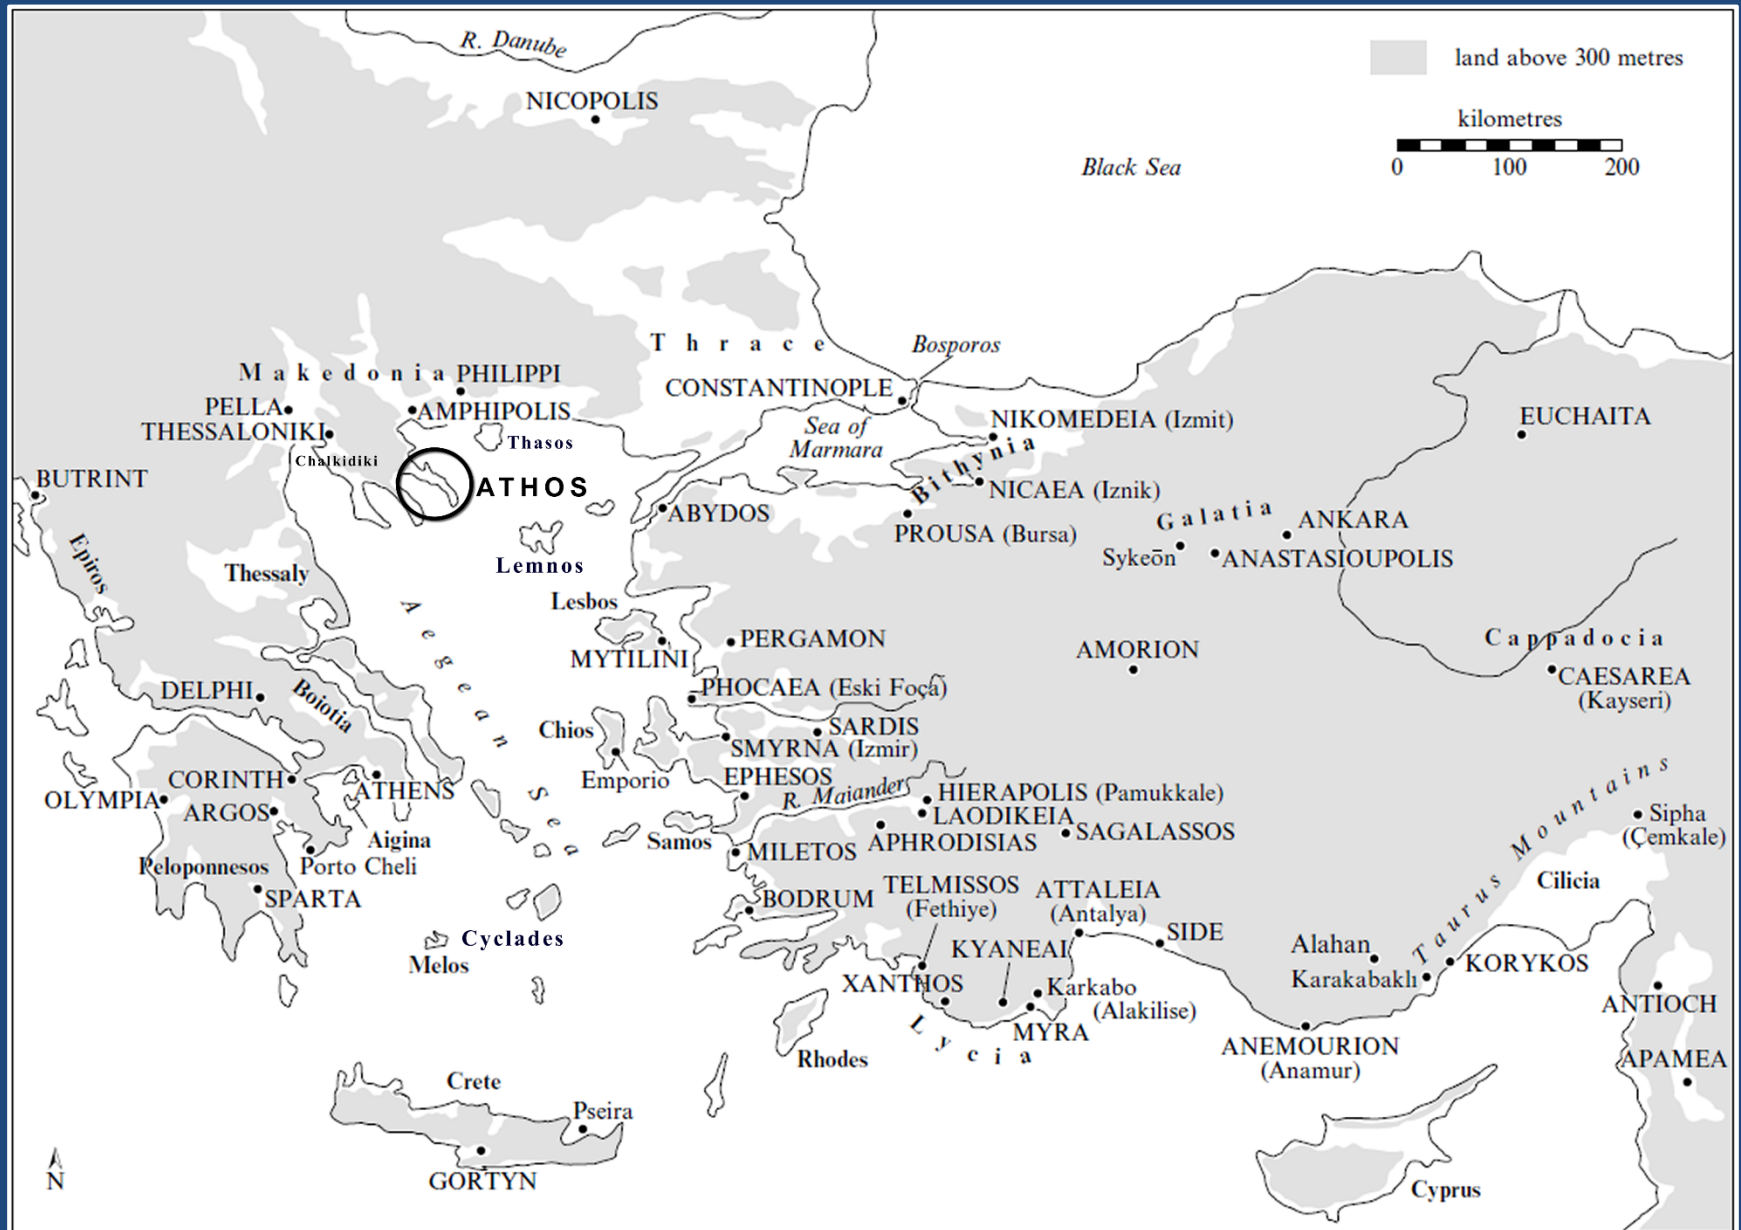 R. Danube
land above 300 metres
NICOPOLIS
kilometres
0 100 200
Black Sea
Thrace
Bosporos
Makedonia
PHILIPPI
CONSTANTINOPLE
PELLA
AMPHIPOLIS
THESSALONIKI
Thasos
Sea of
Marmara
NIKOMEDEIA (Izmit)
EUCHAITA
Chalkidiki
Bithynia
BUTRINT
ATHOS
NICAEA (Iznik)
ABYDOS
PROUSA (Bursa)
Galatia
ANKARA
Sykeōn
ANASTASIOUPOLIS
Epiros
Thessaly
Lemnos
Lesbos
Aegean Sea
MYTILINI
PERGAMON
AMORION
Cappadocia
CAESAREA
(Kayseri)
DELPHI
Boiotia
PHOCAEA (Eski Foça)
Chios
SARDIS
SMYRNA (Izmir)
Emporio
EPHESOS
CORINTH
ATHENS
OLYMPIA
ARGOS
R. Maiander
HIERAPOLIS (Pamukkale)
LAODIKEIA
APHRODISIAS
SAGALASSOS
Taurus Mountains
Sipha
(Çemkale)
Aigina
Samos
MILETOS
Peloponnesos
Porto Cheli
SPARTA
BODRUM
TELMISSOS
(Fethiye)
ATTALEIA
(Antalya)
Cilicia
SIDE
Cyclades
Melos
KYANEAI
Alahan
Karakabaklı
KORYKOS
XANTHOS
Karkabo
(Alakilise)
MYRA
Lycia
ANTIOCH
Rhodes
ANEMOURION
(Anamur)
APAMEA
Crete
Pseira
GORTYN
Cyprus
N